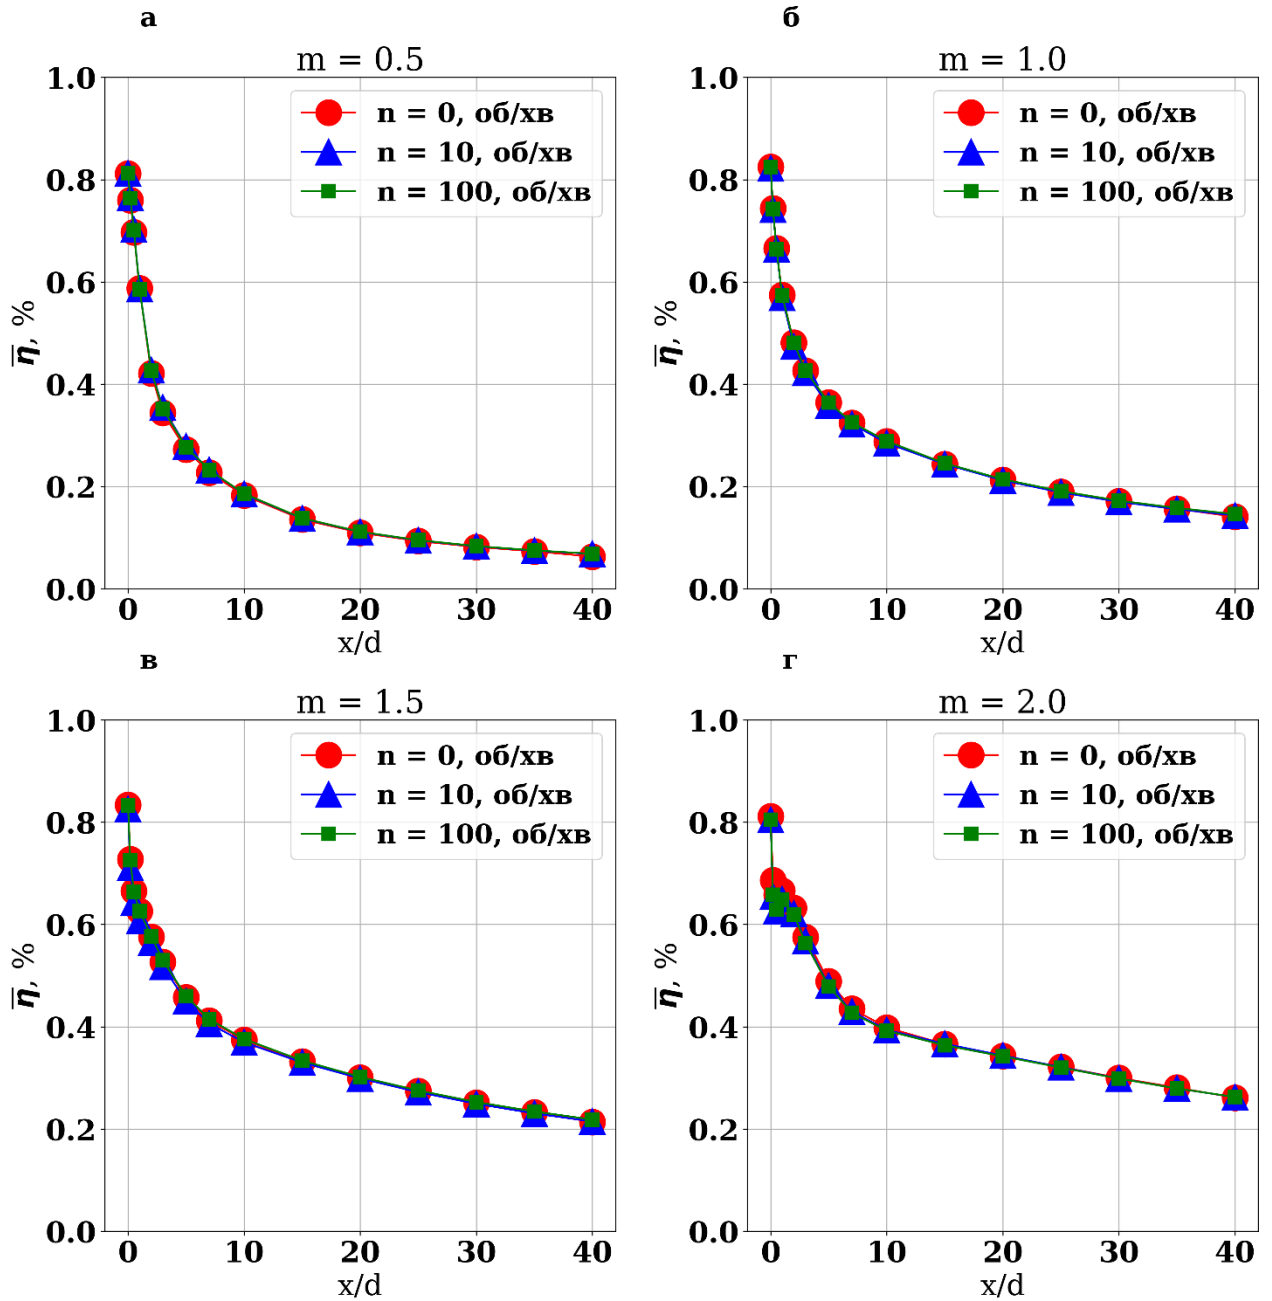 а
m = 0.5
1.0
0.8
0.6
0.4
0.2
0.0
η̅, %
n = 0, об/хв
n = 10, об/хв
n = 100, об/хв
0 10 20 30 40
x/d
б
m = 1.0
1.0
0.8
0.6
0.4
0.2
0.0
η̅, %
n = 0, об/хв
n = 10, об/хв
n = 100, об/хв
0 10 20 30 40
x/d
в
m = 1.5
1.0
0.8
0.6
0.4
0.2
0.0
η̅, %
n = 0, об/хв
n = 10, об/хв
n = 100, об/хв
0 10 20 30 40
x/d
г
m = 2.0
1.0
0.8
0.6
0.4
0.2
0.0
η̅, %
n = 0, об/хв
n = 10, об/хв
n = 100, об/хв
0 10 20 30 40
x/d